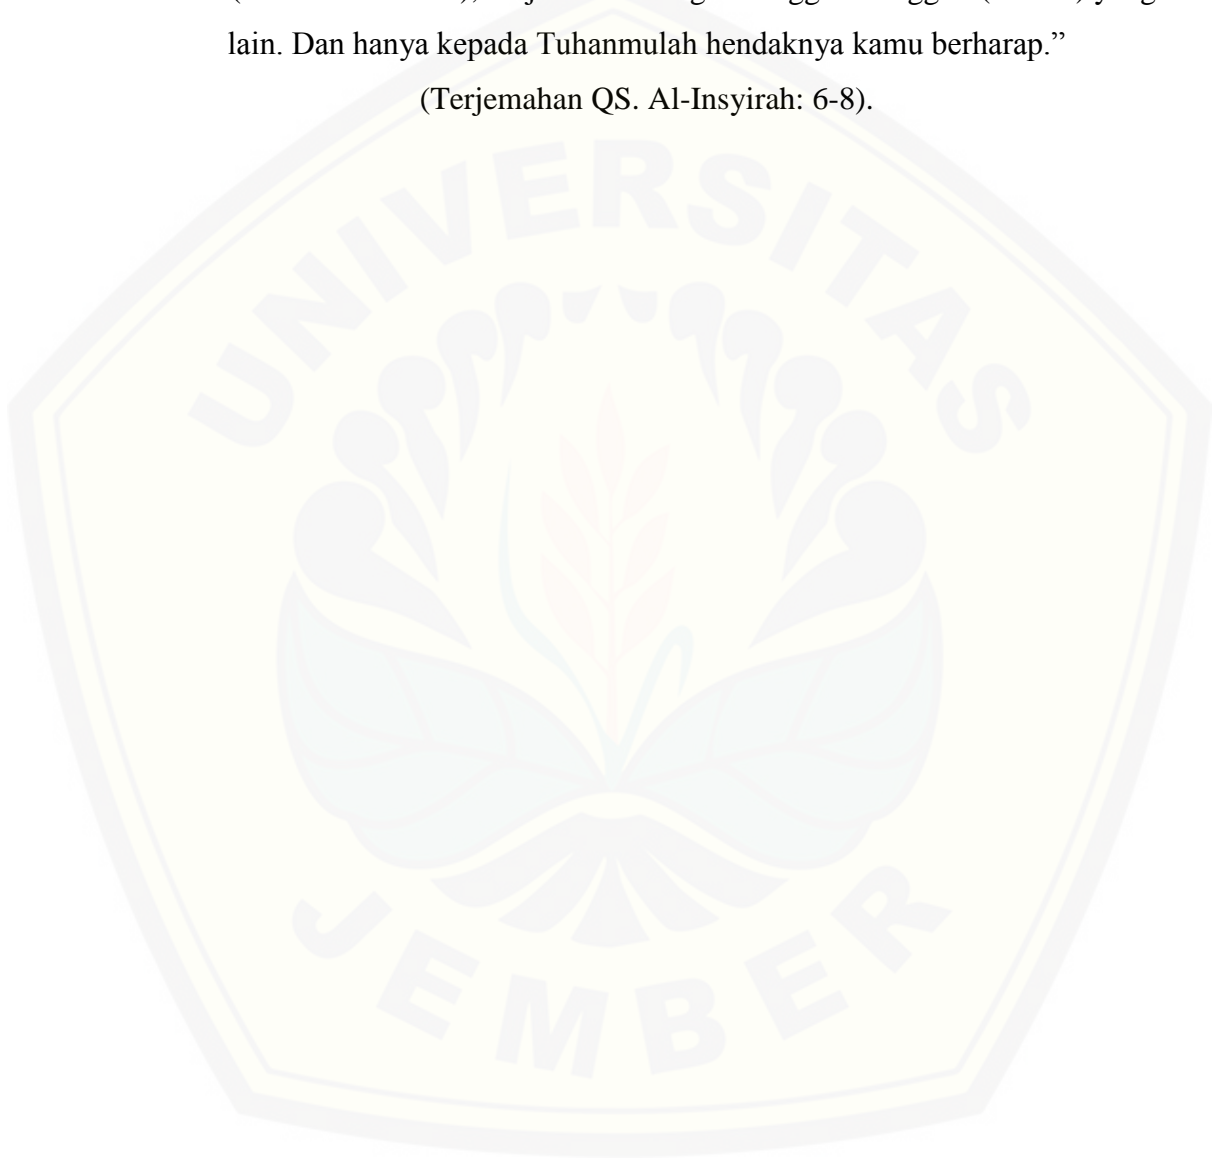 lain. Dan hanya kepada Tuhanmulah hendaknya kamu berharap.”
(Terjemahan QS. Al-Insyirah: 6-8).
UNIVERSITAS
JEMBER